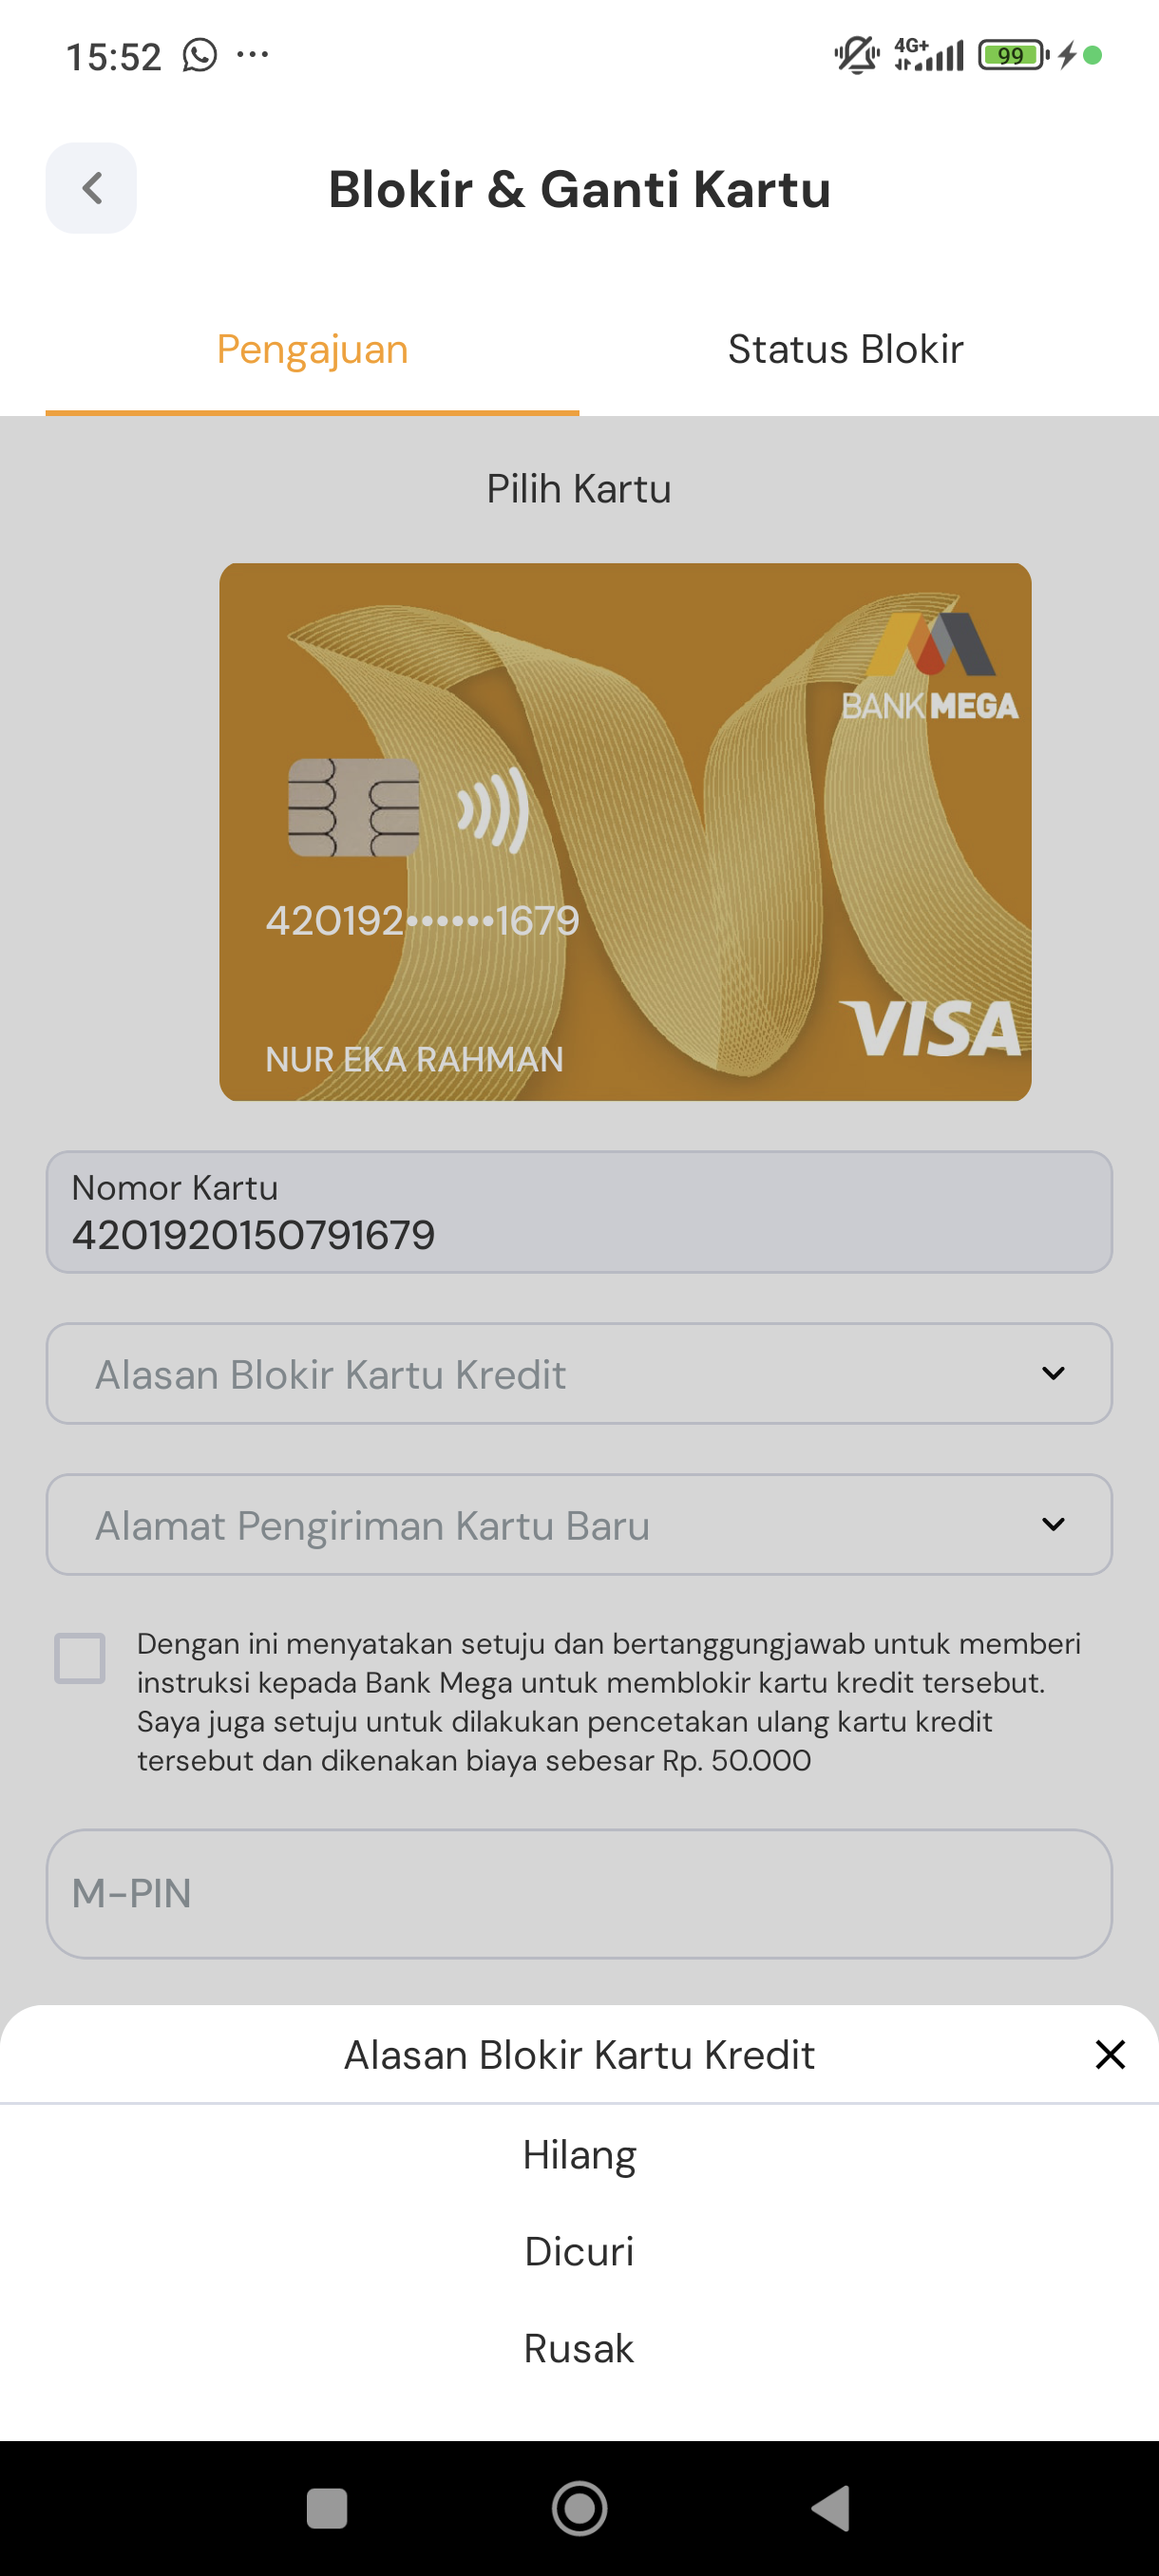 15:52
4G+
99
Blokir & Ganti Kartu
Pengajuan
Status Blokir
Pilih Kartu
BANK MEGA
420192••••••1679
VISA
NUR EKA RAHMAN
Nomor Kartu
4201920150791679
Alasan Blokir Kartu Kredit
Alamat Pengiriman Kartu Baru
Dengan ini menyatakan setuju dan bertanggungjawab untuk memberi
instruksi kepada Bank Mega untuk memblokir kartu kredit tersebut.
Saya juga setuju untuk dilakukan pencetakan ulang kartu kredit
tersebut dan dikenakan biaya sebesar Rp. 50.000
M-PIN
Alasan Blokir Kartu Kredit
Hilang
Dicuri
Rusak